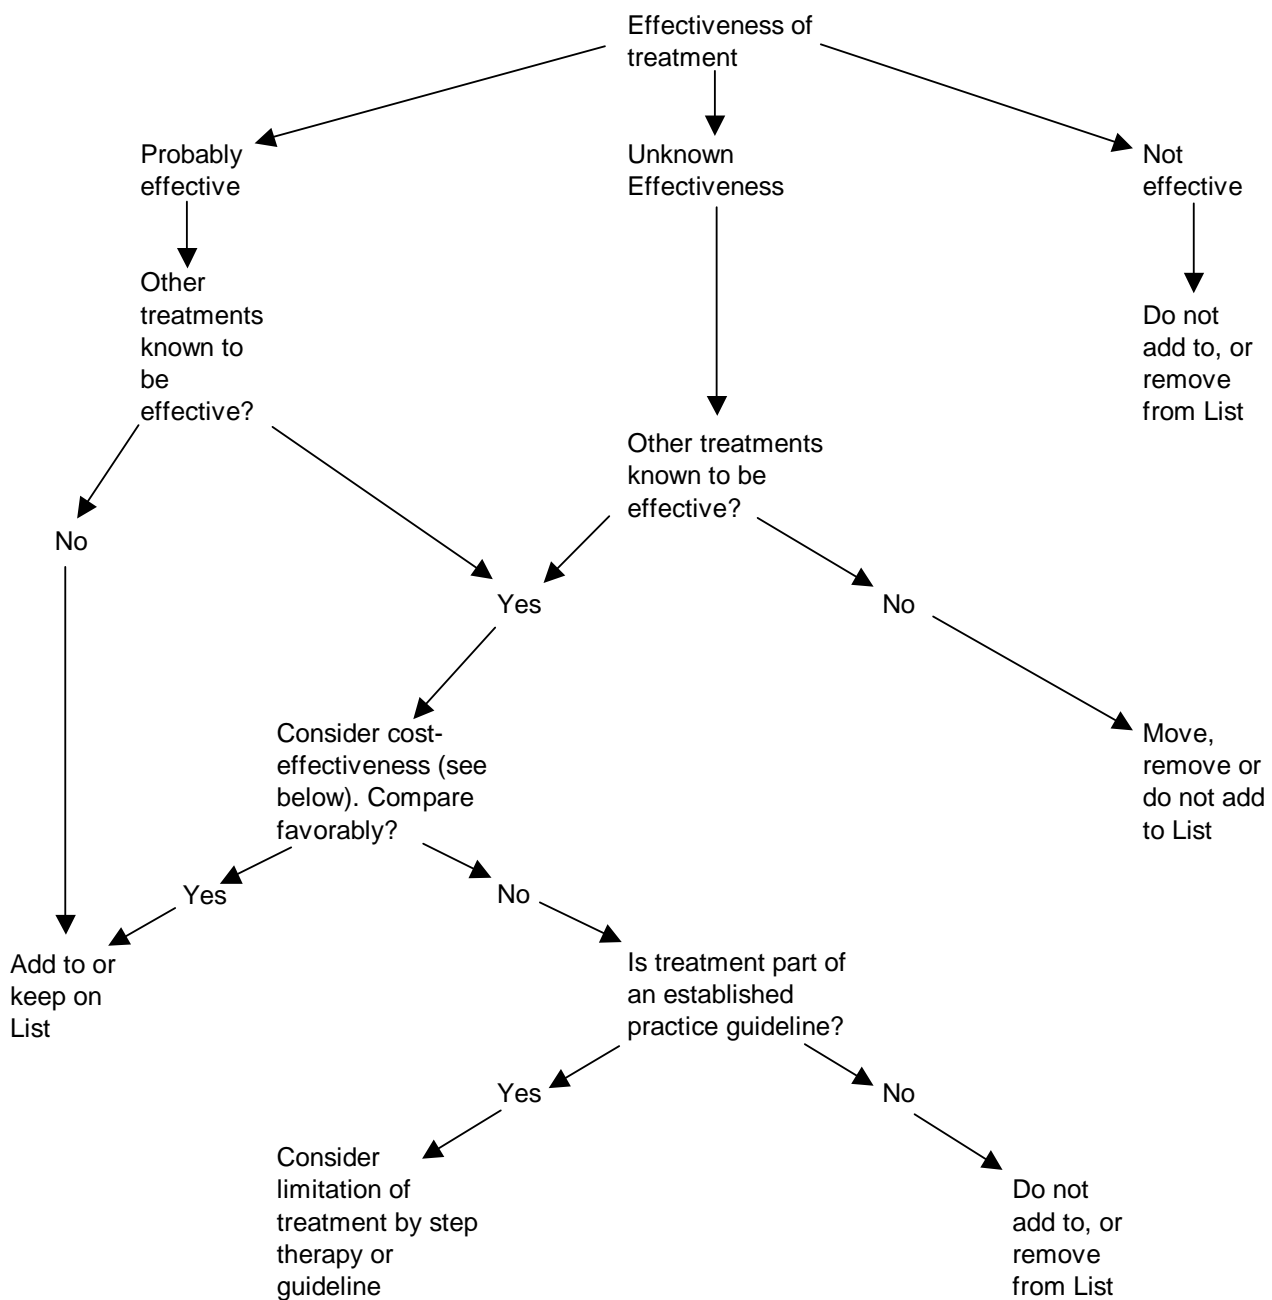 Effectiveness of
treatment
Probably
effective
Unknown
Effectiveness
Not
effective
Other
treatments
known to
be
effective?
Do not
add to, or
remove
from List
Other treatments
known to be
effective?
No
Yes
No
Consider cost-
effectiveness (see
below). Compare
favorably?
Move,
remove or
do not add
to List
Yes
No
Add to or
keep on
List
Is treatment part of
an established
practice guideline?
Yes
No
Consider
limitation of
treatment by step
therapy or
guideline
Do not
add to, or
remove
from List